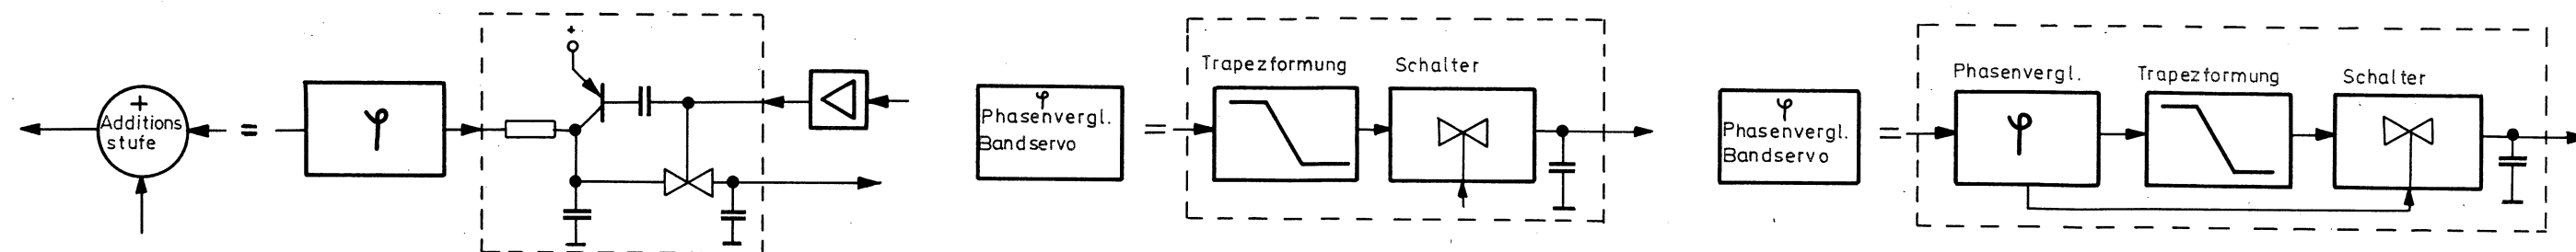 +
Additions
stufe
=
φ
+
φ
Phasenvergl.
Bandservo
=
Trapezformung
Schalter
φ
Phasenvergl.
Bandservo
=
Phasenvergl.
φ
Trapezformung
Schalter